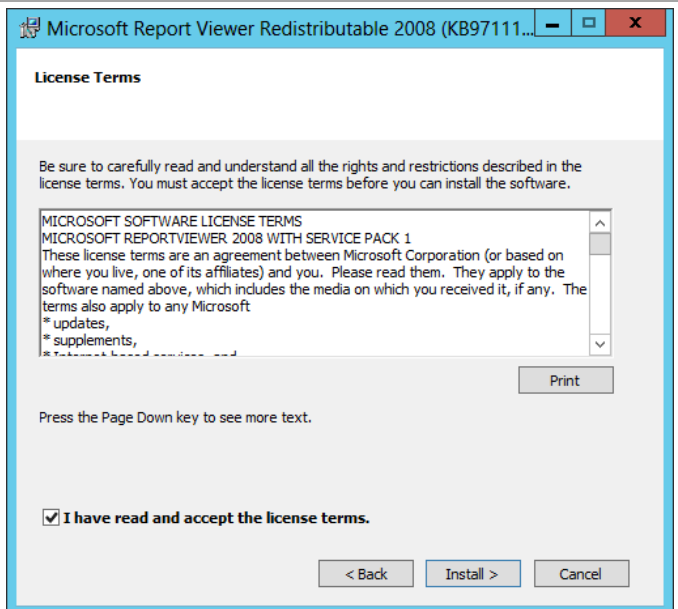 Microsoft Report Viewer Redistributable 2008 (KB97111...
License Terms
Be sure to carefully read and understand all the rights and restrictions described in the
license terms. You must accept the license terms before you can install the software.
MICROSOFT SOFTWARE LICENSE TERMS
MICROSOFT REPORTVIEWER 2008 WITH SERVICE PACK 1
These license terms are an agreement between Microsoft Corporation (or based on
where you live, one of its affiliates) and you.  Please read them.  They apply to the
software named above, which includes the media on which you received it, if any.  The
terms also apply to any Microsoft
* updates,
* supplements,
* Internet-based services, and
Print
Press the Page Down key to see more text.
I have read and accept the license terms.
< Back
Install >
Cancel